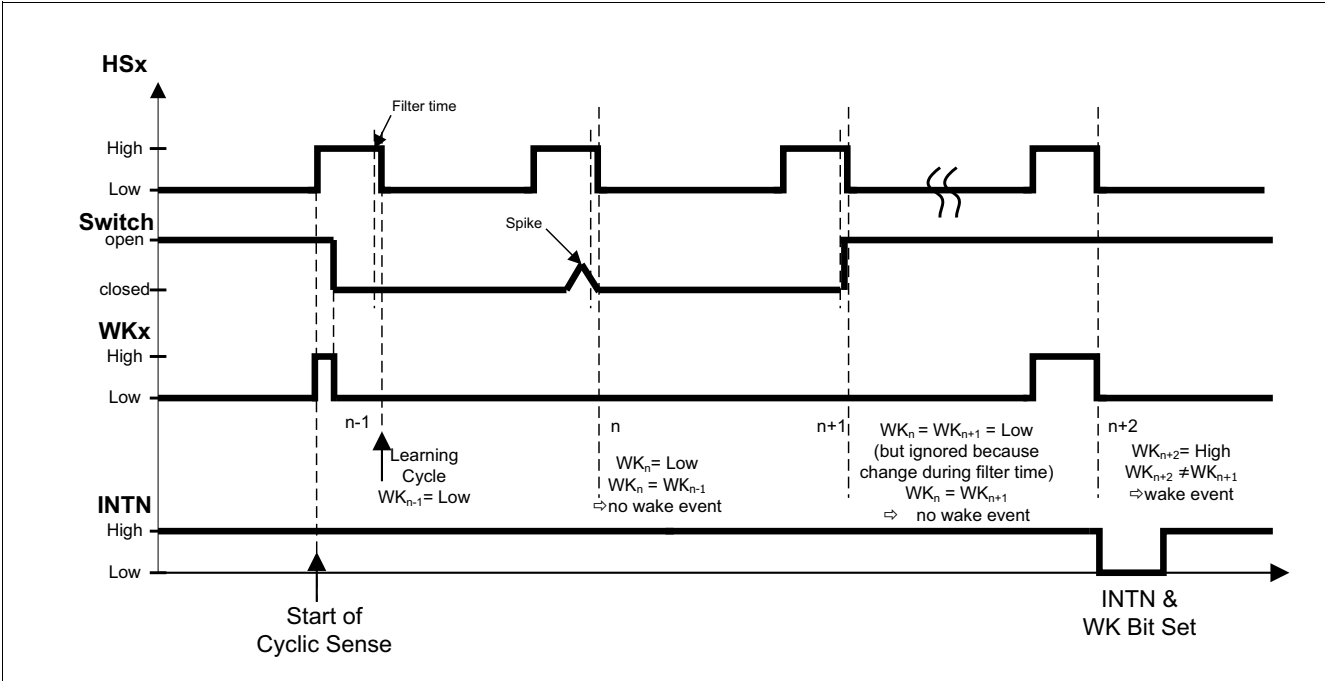 HSx
Filter time
High
Low
Switch
open
Spike
closed
WKx
High
Low
n-1
n
n+1
n+2
Learning
Cycle
WKn-1= Low
WKn= Low
WKn = WKn-1
⇨no wake event
WKn = WKn+1 = Low
(but ignored because
change during filter time)
WKn = WKn+1
⇨ no wake event
WKn+2= High
WKn+2 ≠WKn+1
⇨wake event
INTN
High
Low
Start of
Cyclic Sense
INTN &
WK Bit Set